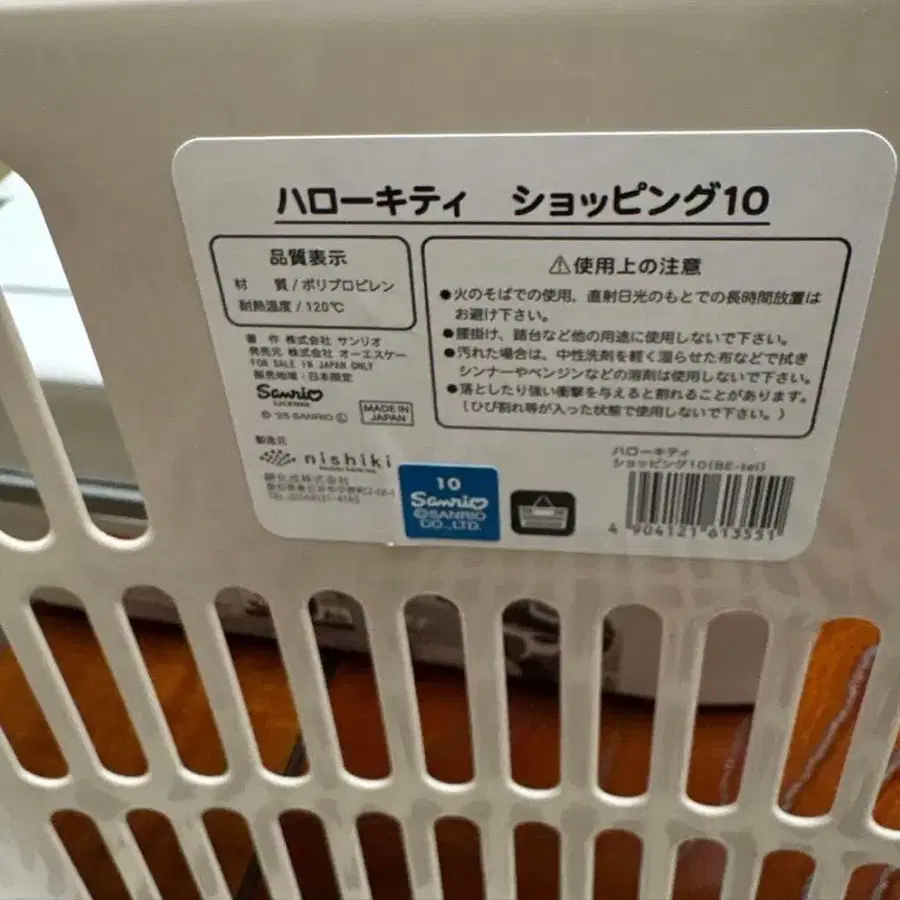 ハローキティ ショッピング10
品質表示
材 質/ポリプロピレン
耐熱温度/120℃
著 作 株式会社 サンリオ
発売元 株式会社 オーエスケー
FOR SALE IN JAPAN ONLY
販売地域:日本限定
Sanrio
LICENSE
© '25 SANRIO Ⓛ
MADE IN
JAPAN
製造元
nishiki
⚠使用上の注意
●火のそばでの使用、直射日光のもとでの長時間放置は
お避け下さい。
●腰掛け、踏台など他の用途に使用しないで下さい。
●汚れた場合は、中性洗剤を軽く湿らせた布などで拭き
シンナーやベンジンなどの溶剤は使用しないで下さい。
●落としたり強い衝撃を与えると割れることがあります。
(ひび割れ等が入った状態で使用しないで下さい。)
10
Sanrio
©SANRIO
CO.,LTD.
ハローキティ
ショッピング10(BE-tei)
4 904121 613551